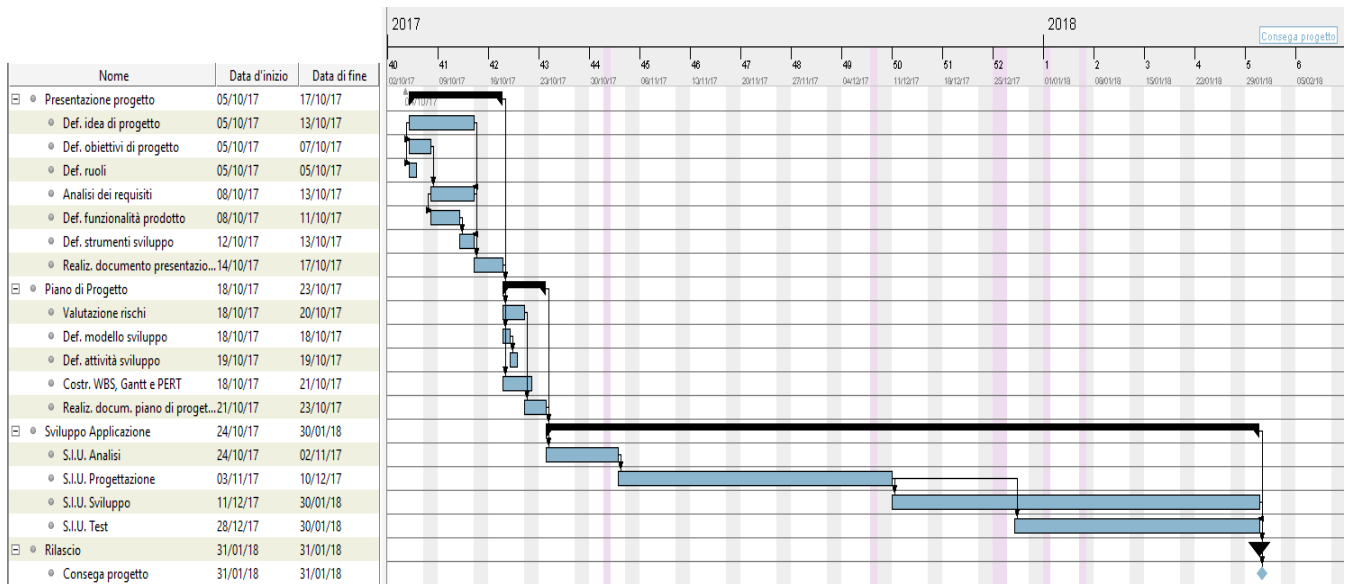 2017 2018
Consega progetto
40 41 42 43 44 45 46 47 48 49 50 51 52 1 2 3 4 5 6
Nome Data d'inizio Data di fine
02/10/17 09/10/17 16/10/17 23/10/17 30/10/17 06/11/17 13/11/17 20/11/17 27/11/17 04/12/17 11/12/17 18/12/17 25/12/17 01/01/18 08/01/18 15/01/18 22/01/18 29/01/18 05/02/18
Presentazione progetto 05/10/17 17/10/17
Def. idea di progetto 05/10/17 13/10/17
Def. obiettivi di progetto 05/10/17 07/10/17
Def. ruoli 05/10/17 05/10/17
Analisi dei requisiti 08/10/17 13/10/17
Def. funzionalità prodotto 08/10/17 11/10/17
Def. strumenti sviluppo 12/10/17 13/10/17
Realiz. documento presentazio... 14/10/17 17/10/17
Piano di Progetto 18/10/17 23/10/17
Valutazione rischi 18/10/17 20/10/17
Def. modello sviluppo 18/10/17 18/10/17
Def. attività sviluppo 19/10/17 19/10/17
Costr. WBS, Gantt e PERT 18/10/17 21/10/17
Realiz. docum. piano di proget... 21/10/17 23/10/17
Sviluppo Applicazione 24/10/17 30/01/18
S.I.U. Analisi 24/10/17 02/11/17
S.I.U. Progettazione 03/11/17 10/12/17
S.I.U. Sviluppo 11/12/17 30/01/18
S.I.U. Test 28/12/17 30/01/18
Rilascio 31/01/18 31/01/18
Consega progetto 31/01/18 31/01/18